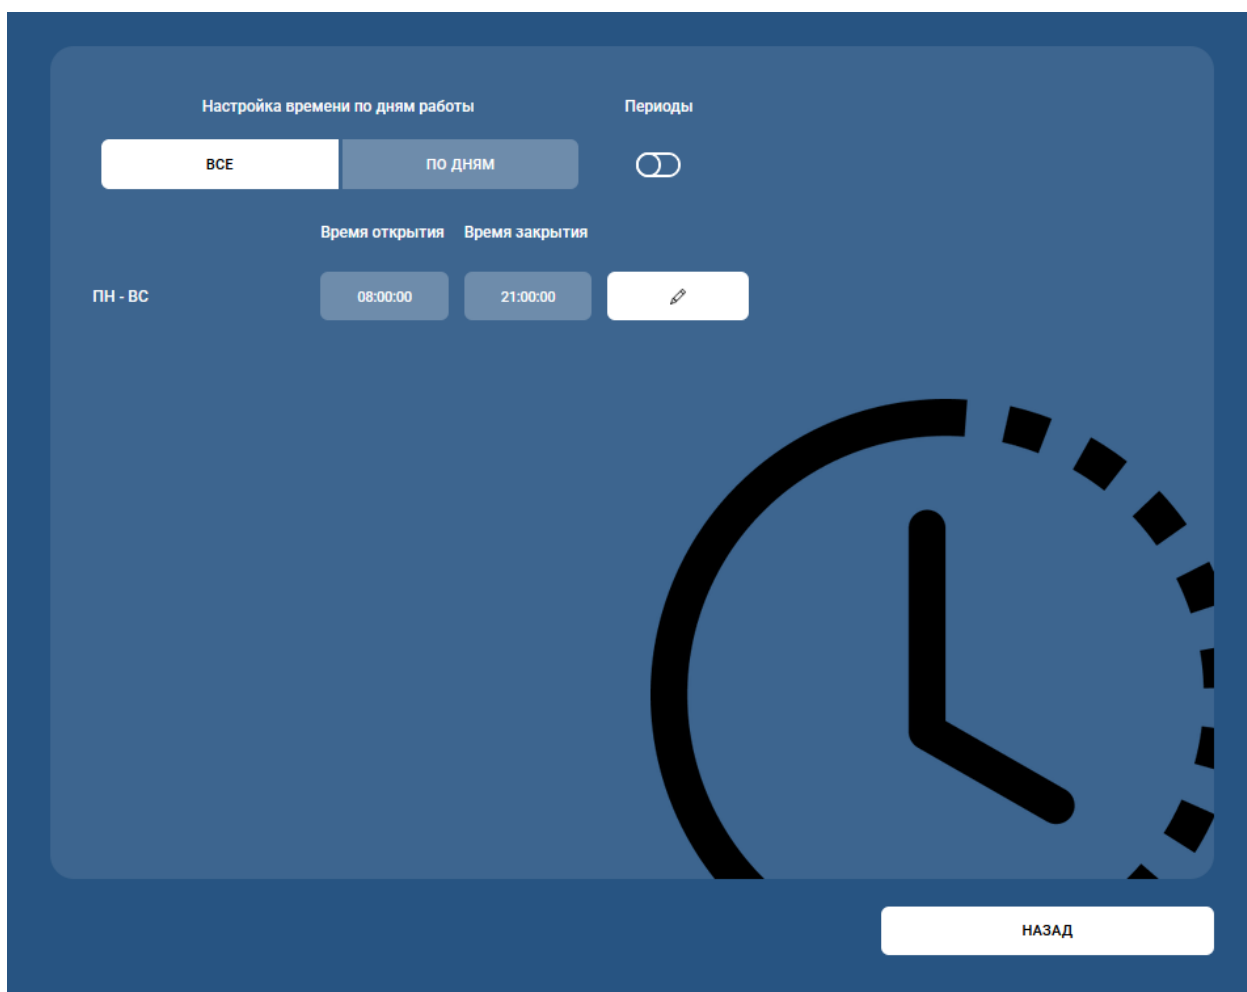 Настройка времени по дням работы Периоды
ВСЕ ПО ДНЯМ
Время открытия Время закрытия
ПН - ВС 08:00:00 21:00:00
НАЗАД